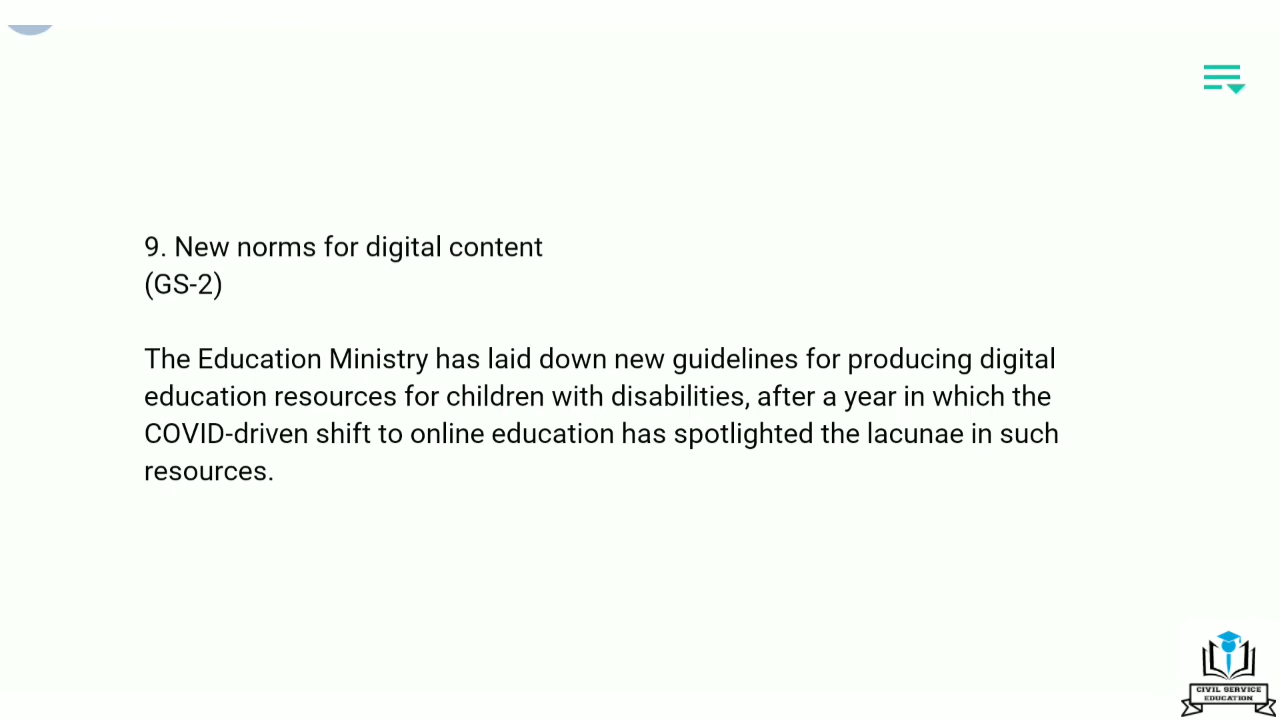 9. New norms for digital content
(GS-2)
The Education Ministry has laid down new guidelines for producing digital
education resources for children with disabilities, after a year in which the
COVID-driven shift to online education has spotlighted the lacunae in such
resources.
CIVIL SERVICE
EDUCATION